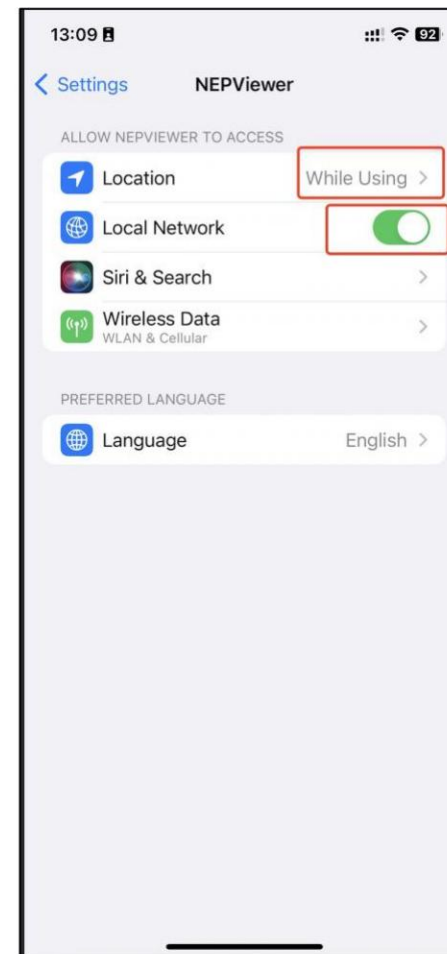 13:09
92
Settings
NEPViewer
ALLOW NEPVIEWER TO ACCESS
Location
While Using
Local Network
Siri & Search
Wireless Data
WLAN & Cellular
PREFERRED LANGUAGE
Language
English